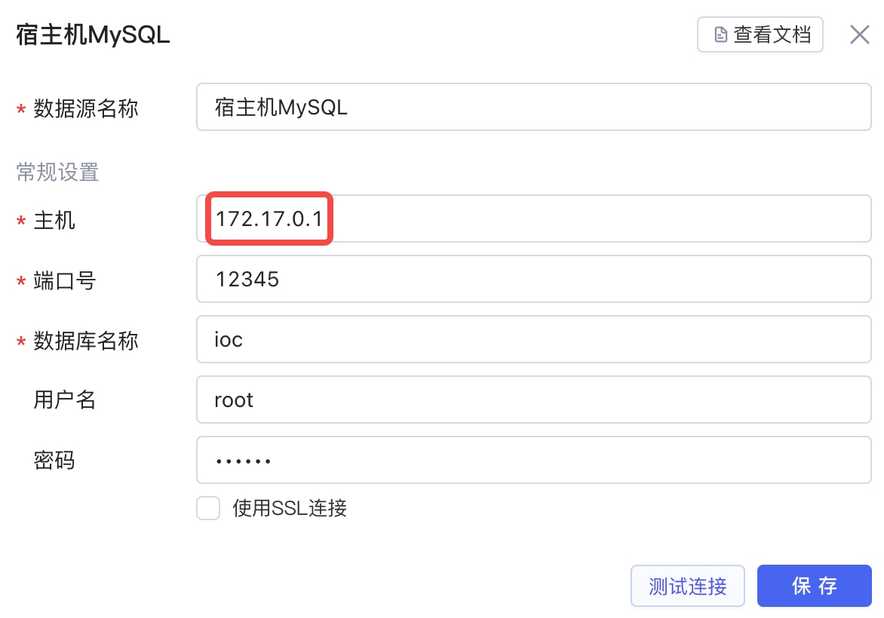 宿主机MySQL 查看文档
* 数据源名称 宿主机MySQL
常规设置
* 主机 172.17.0.1
* 端口号 12345
* 数据库名称 ioc
用户名 root
密码 ••••••
使用SSL连接
测试连接 保存